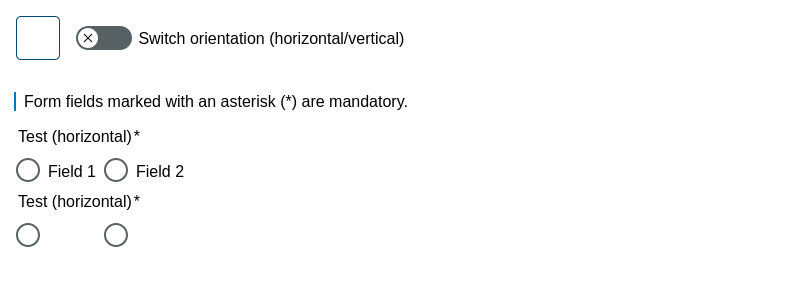 Switch orientation (horizontal/vertical)
Form fields marked with an asterisk (*) are mandatory.
Test (horizontal)*
Field 1 Field 2
Test (horizontal)*